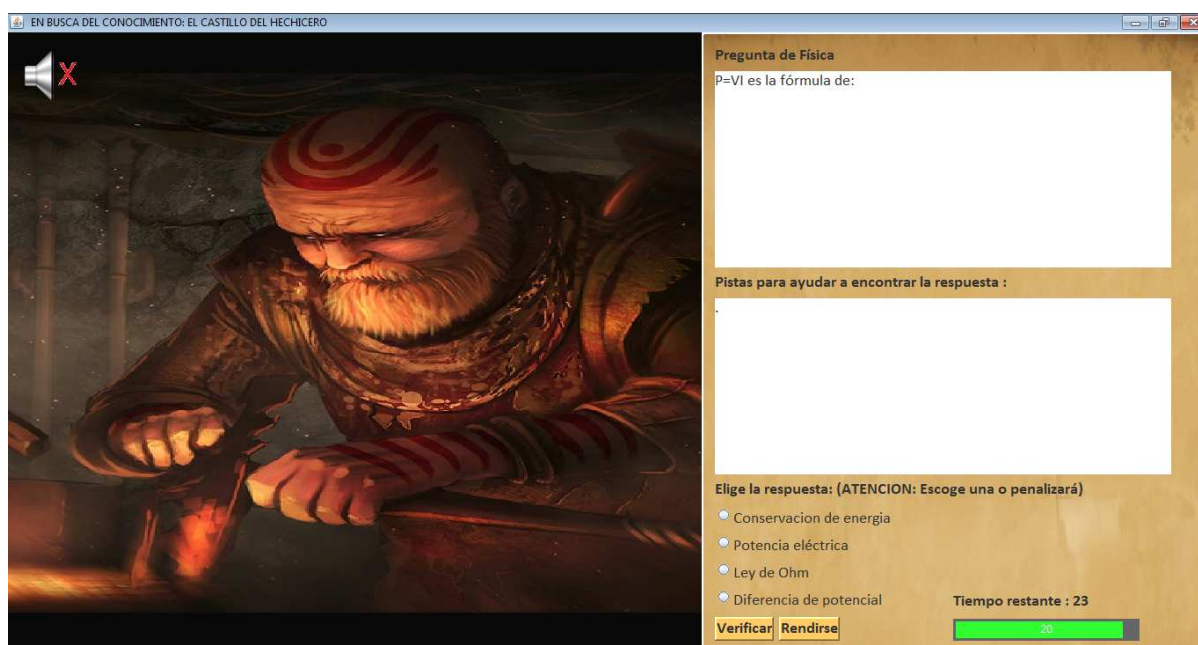 EN BUSCA DEL CONOCIMIENTO: EL CASTILLO DEL HECHICERO
X
Pregunta de Física
P=VI es la fórmula de:
Pistas para ayudar a encontrar la respuesta :
.
Elige la respuesta: (ATENCION: Escoge una o penalizará)
Conservacion de energia
Potencia eléctrica
Ley de Ohm
Diferencia de potencial
Tiempo restante : 23
Verificar Rendirse
20